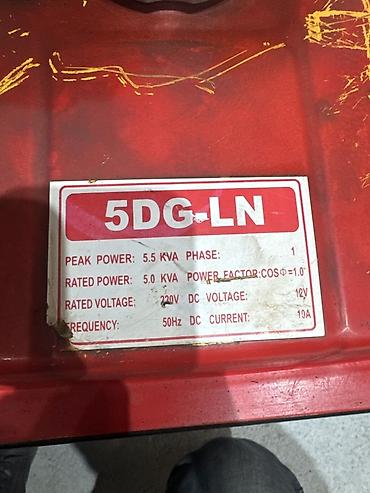 5DG-LN
PEAK POWER: 5.5 KVA PHASE: 1
RATED POWER: 5.0 KVA POWER FACTOR:COSΦ=1.0
RATED VOLTAGE: 220V DC VOLTAGE: 12V
FREQUENCY: 50Hz DC CURRENT: 10A